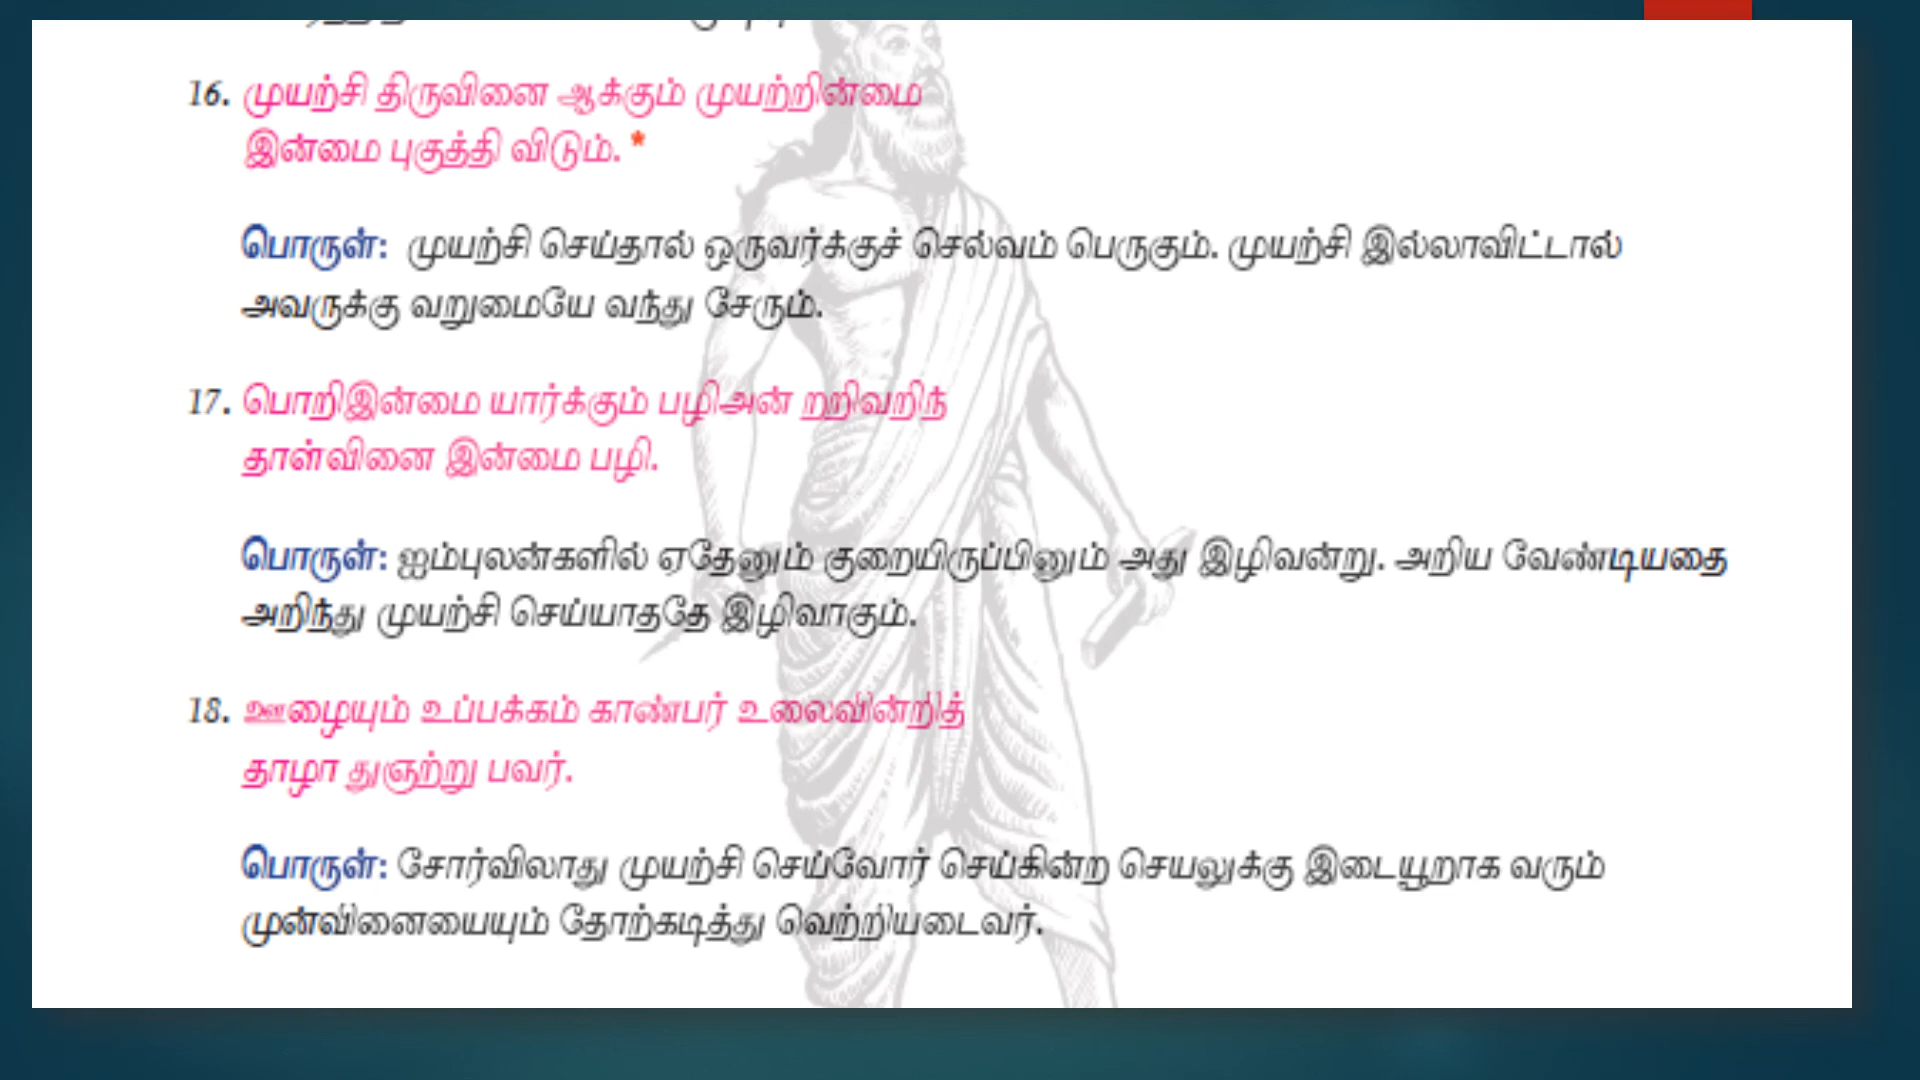 16. முயற்சி திருவினை ஆக்கும் முயற்றின்மை
இன்மை புகுத்தி விடும். *
பொருள்: முயற்சி செய்தால் ஒருவர்க்குச் செல்வம் பெருகும். முயற்சி இல்லாவிட்டால்
அவருக்கு வறுமையே வந்து சேரும்.
17. பொறிஇன்மை யார்க்கும் பழிஅன் றறிவறிந்
தாள்வினை இன்மை பழி.
பொருள்: ஐம்புலன்களில் ஏதேனும் குறையிருப்பினும் அது இழிவன்று. அறிய வேண்டியதை
அறிந்து முயற்சி செய்யாததே இழிவாகும்.
18. ஊழையும் உப்பக்கம் காண்பர் உலைவின்றித்
தாழா துஞற்று பவர்.
பொருள்: சோர்விலாது முயற்சி செய்வோர் செய்கின்ற செயலுக்கு இடையூறாக வரும்
முன்வினையையும் தோற்கடித்து வெற்றியடைவர்.